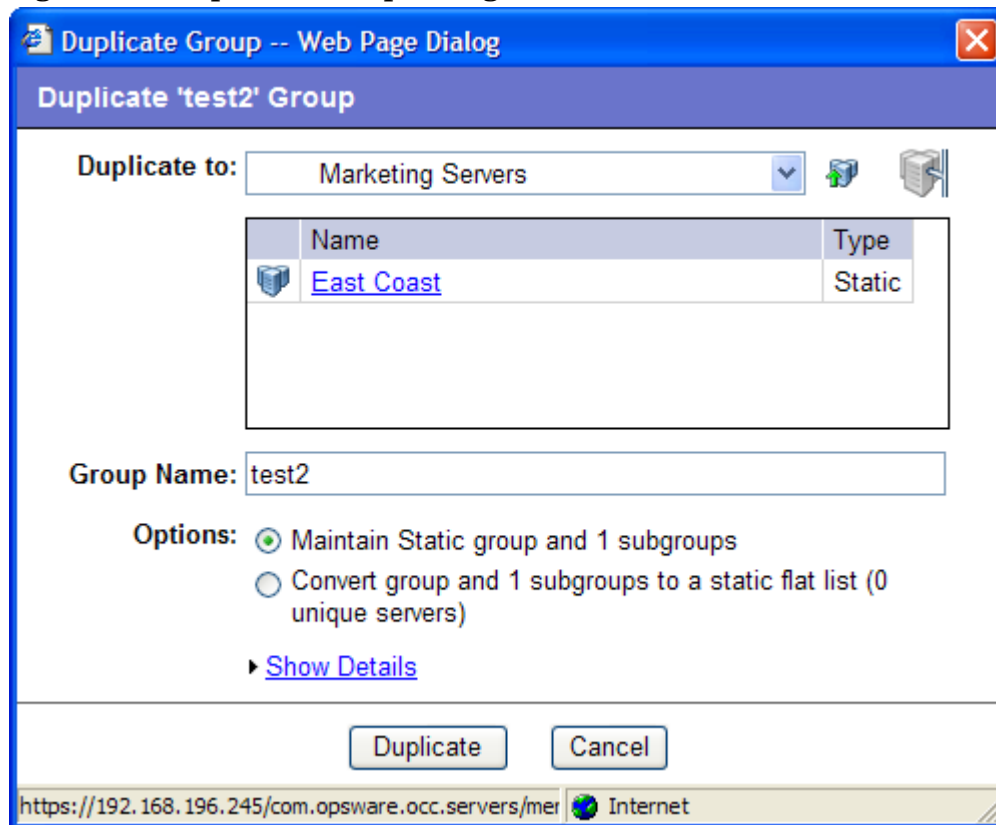 Duplicate Group -- Web Page Dialog
Duplicate 'test2' Group
Duplicate to: Marketing Servers
Name Type
East Coast Static
Group Name: test2
Options: Maintain Static group and 1 subgroups
Convert group and 1 subgroups to a static flat list (0
unique servers)
Show Details
Duplicate Cancel
https://192.168.196.245/com.opsware.occ.servers/mer Internet